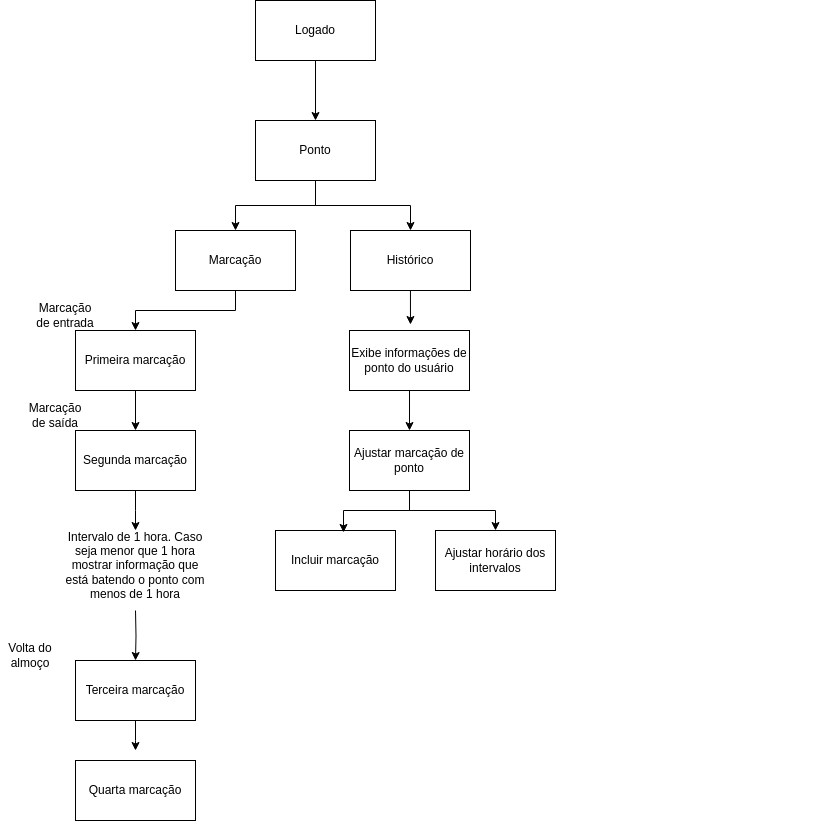 Logado
Ponto
Marcação
Histórico
Marcação
de entrada
Primeira marcação
Exibe informações de
ponto do usuário
Marcação
de saída
Segunda marcação
Ajustar marcação de
ponto
Intervalo de 1 hora. Caso
seja menor que 1 hora
mostrar informação que
está batendo o ponto com
menos de 1 hora
Incluir marcação
Ajustar horário dos
intervalos
Volta do
almoço
Terceira marcação
Quarta marcação